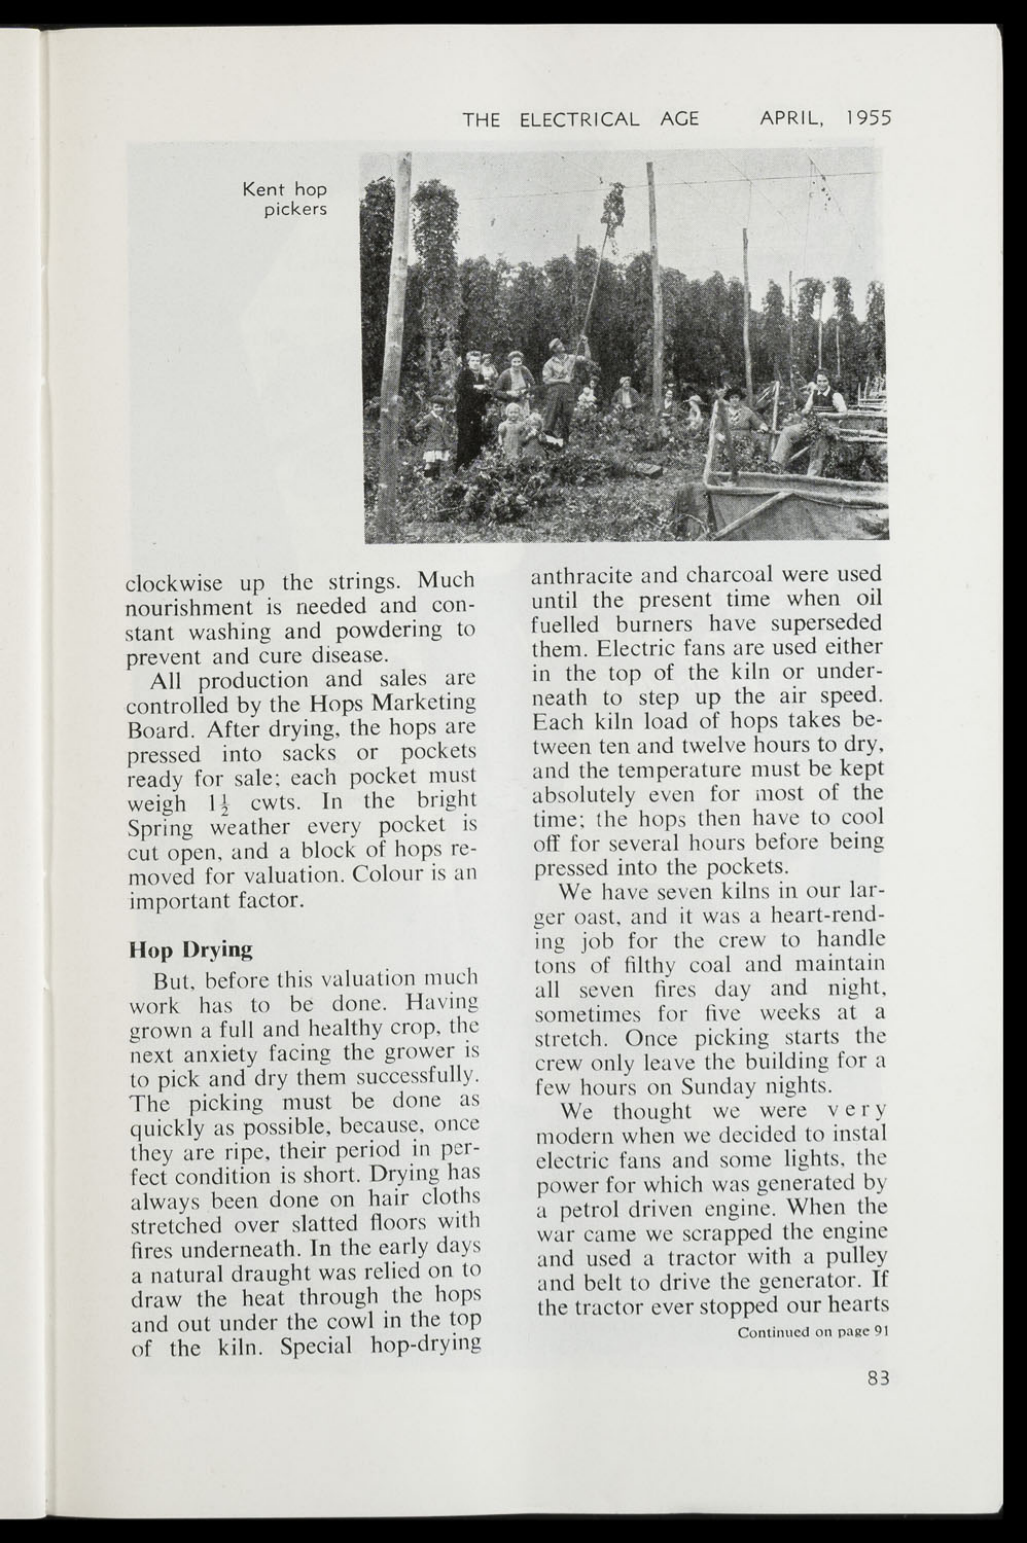 THE ELECTRICAL AGE APRIL, 1955
Kent hop
pickers
clockwise up the strings. Much
nourishment is needed and con-
stant washing and powdering to
prevent and cure disease.
All production and sales are
controlled by the Hops Marketing
Board. After drying, the hops are
pressed into sacks or pockets
ready for sale; each pocket must
weigh 1½ cwts. In the bright
Spring weather every pocket is
cut open, and a block of hops re-
moved for valuation. Colour is an
important factor.
Hop Drying
But, before this valuation much
work has to be done. Having
grown a full and healthy crop, the
next anxiety facing the grower is
to pick and dry them successfully.
The picking must be done as
quickly as possible, because, once
they are ripe, their period in per-
fect condition is short. Drying has
always been done on hair cloths
stretched over slatted floors with
fires underneath. In the early days
a natural draught was relied on to
draw the heat through the hops
and out under the cowl in the top
of the kiln. Special hop-drying
anthracite and charcoal were used
until the present time when oil
fuelled burners have superseded
them. Electric fans are used either
in the top of the kiln or under-
neath to step up the air speed.
Each kiln load of hops takes be-
tween ten and twelve hours to dry,
and the temperature must be kept
absolutely even for most of the
time; the hops then have to cool
off for several hours before being
pressed into the pockets.
We have seven kilns in our lar-
ger oast, and it was a heart-rend-
ing job for the crew to handle
tons of filthy coal and maintain
all seven fires day and night,
sometimes for five weeks at a
stretch. Once picking starts the
crew only leave the building for a
few hours on Sunday nights.
We thought we were very
modern when we decided to instal
electric fans and some lights, the
power for which was generated by
a petrol driven engine. When the
war came we scrapped the engine
and used a tractor with a pulley
and belt to drive the generator. If
the tractor ever stopped our hearts
Continued on page 91
83